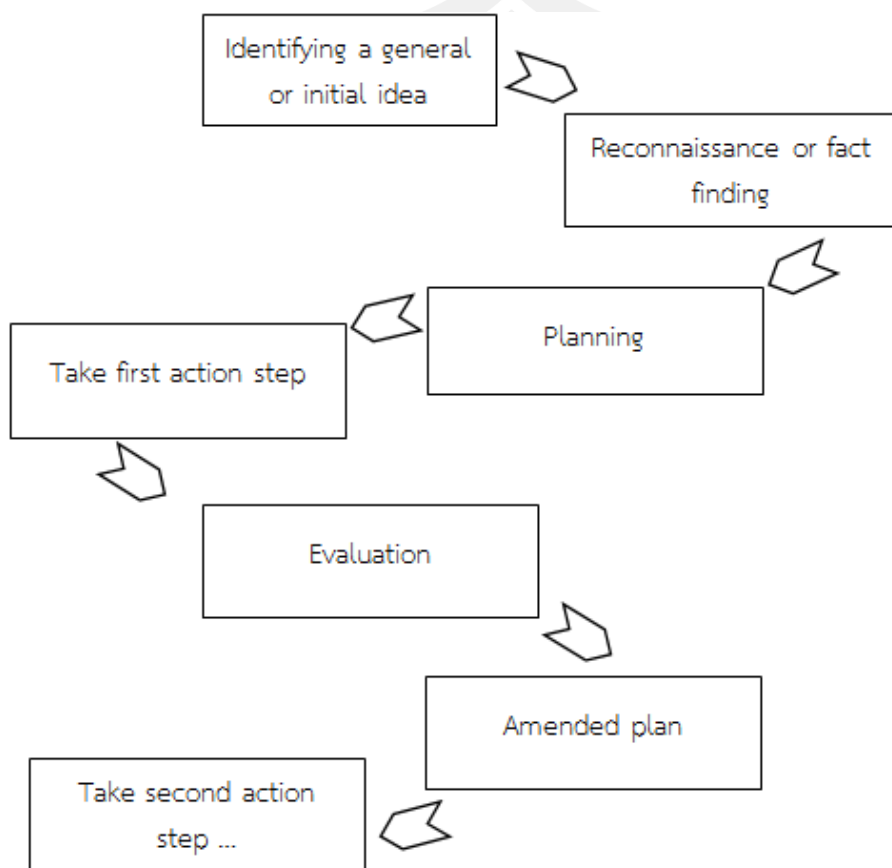 Identifying a general
or initial idea
Reconnaissance or fact
finding
Planning
Take first action step
Evaluation
Amended plan
Take second action
step ...